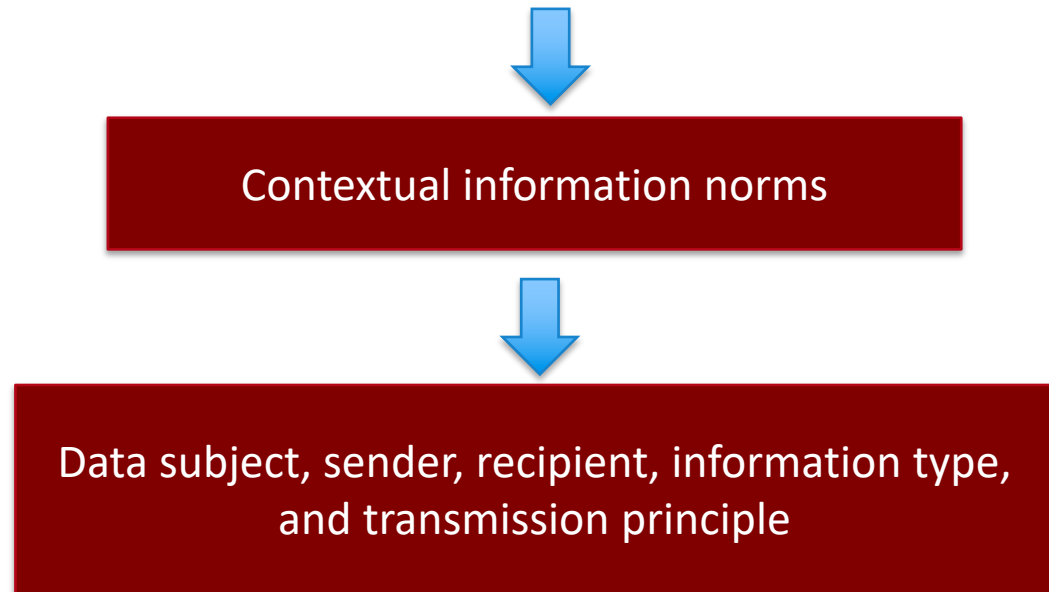 Contextual information norms
Data subject, sender, recipient, information type,
and transmission principle